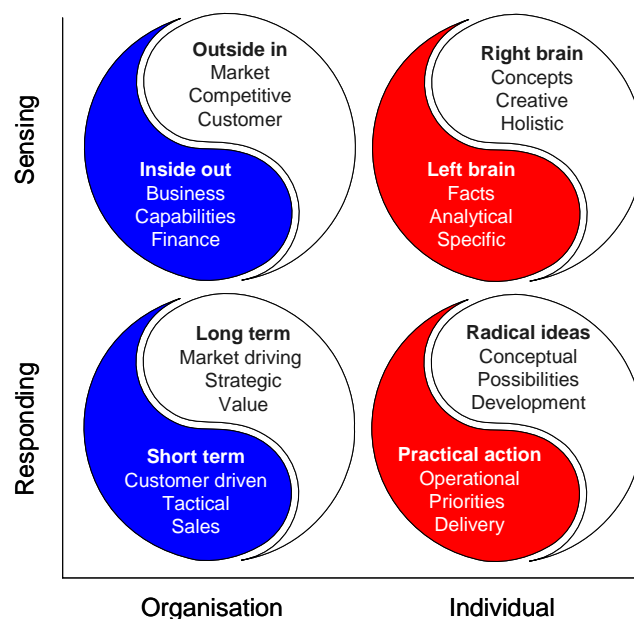 Sensing
Outside in
Market
Competitive
Customer
Inside out
Business
Capabilities
Finance
Right brain
Concepts
Creative
Holistic
Left brain
Facts
Analytical
Specific
Responding
Long term
Market driving
Strategic
Value
Short term
Customer driven
Tactical
Sales
Radical ideas
Conceptual
Possibilities
Development
Practical action
Operational
Priorities
Delivery
Organisation
Individual